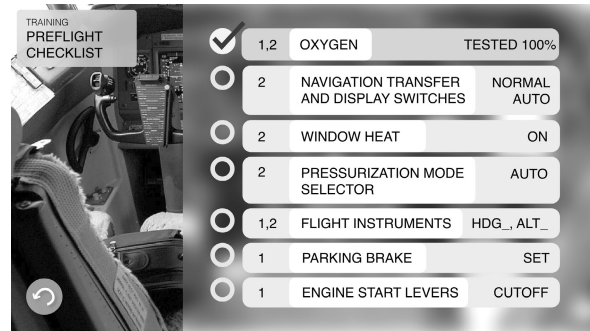 TRAINING
PREFLIGHT
CHECKLIST
1,2 OXYGEN TESTED 100%
2 NAVIGATION TRANSFER NORMAL
AND DISPLAY SWITCHES AUTO
2 WINDOW HEAT ON
2 PRESSURIZATION MODE AUTO
SELECTOR
1,2 FLIGHT INSTRUMENTS HDG_, ALT_
1 PARKING BRAKE SET
1 ENGINE START LEVERS CUTOFF